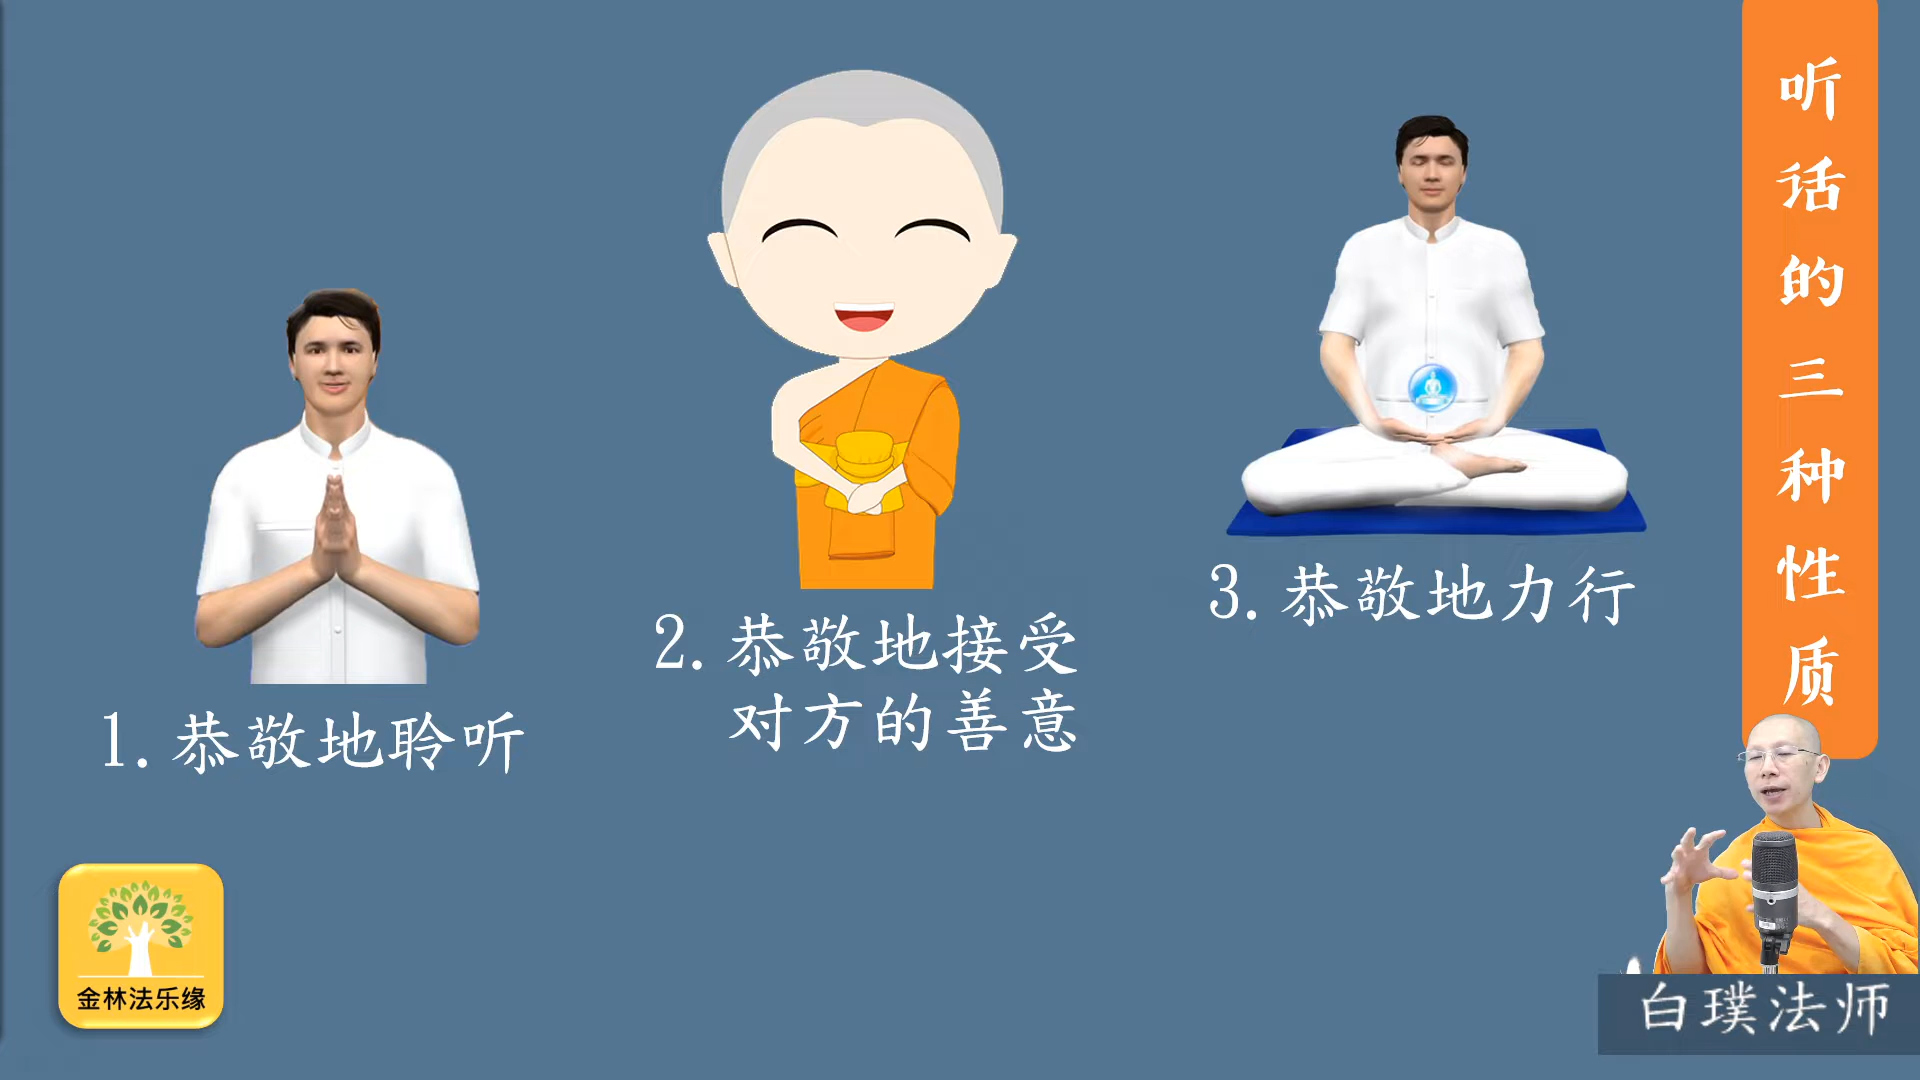 听话的三种性质
1. 恭敬地聆听
2. 恭敬地接受
对方的善意
3. 恭敬地力行
金林法乐缘
白璞法师